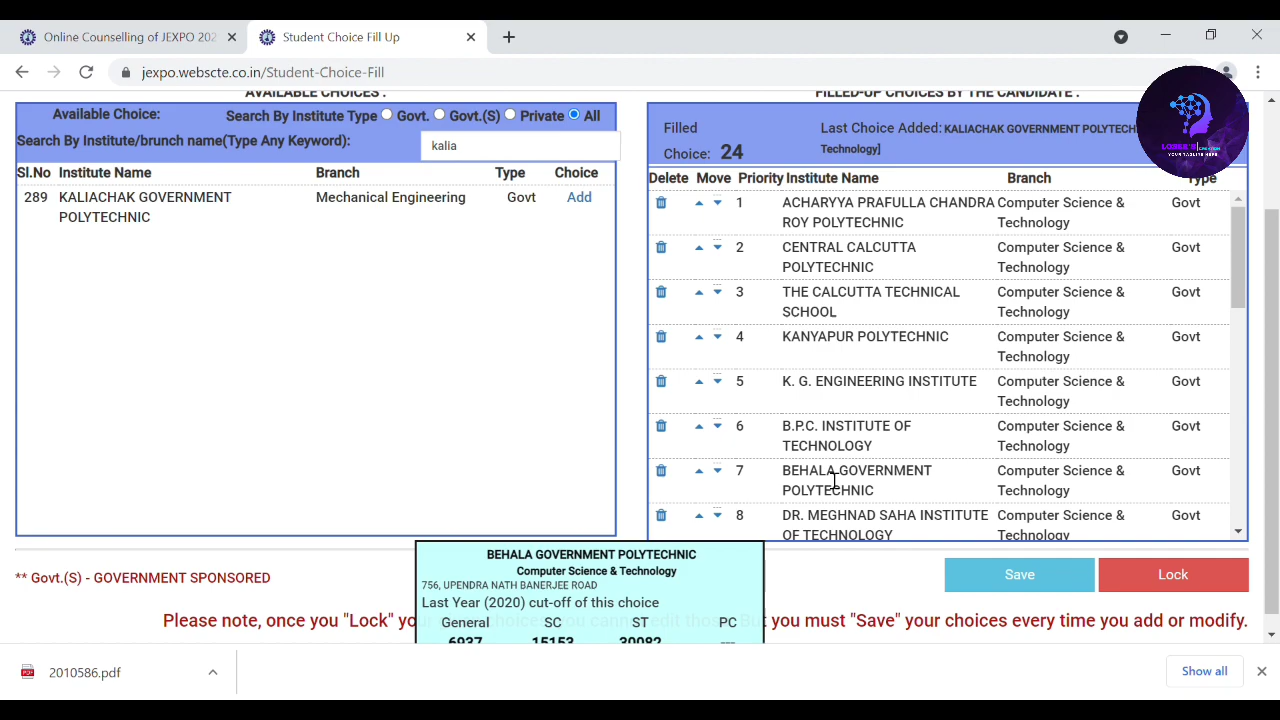 Online Counselling of JEXPO 202
Student Choice Fill Up
jexpo.webscte.co.in/Student-Choice-Fill
AVAILABLE CHOICES :
FILLED-UP CHOICES BY THE CANDIDATE :
Available Choice:
Search By Institute Type Govt. Govt.(S) Private All
Search By Institute/brunch name(Type Any Keyword):
kalia
Sl.No Institute Name Branch Type Choice
289 KALIACHAK GOVERNMENT Mechanical Engineering Govt Add
POLYTECHNIC
Filled
Choice: 24
Last Choice Added: KALIACHAK GOVERNMENT POLYTECH
Technology]
Delete Move Priority Institute Name Branch Type
1 ACHARYYA PRAFULLA CHANDRA Computer Science & Govt
ROY POLYTECHNIC Technology
2 CENTRAL CALCUTTA Computer Science & Govt
POLYTECHNIC Technology
3 THE CALCUTTA TECHNICAL Computer Science & Govt
SCHOOL Technology
4 KANYAPUR POLYTECHNIC Computer Science & Govt
Technology
5 K. G. ENGINEERING INSTITUTE Computer Science & Govt
Technology
6 B.P.C. INSTITUTE OF Computer Science & Govt
TECHNOLOGY Technology
7 BEHALA GOVERNMENT Computer Science & Govt
POLYTECHNIC Technology
8 DR. MEGHNAD SAHA INSTITUTE Computer Science & Govt
OF TECHNOLOGY Technology
BEHALA GOVERNMENT POLYTECHNIC
Computer Science & Technology
756, UPENDRA NATH BANERJEE ROAD
Last Year (2020) cut-off of this choice
General SC ST PC
6937 15153 30082 ---
** Govt.(S) - GOVERNMENT SPONSORED
Save
Lock
Please note, once you "Lock" yo you must "Save" your choices every time you add or modify.
2010586.pdf
Show all